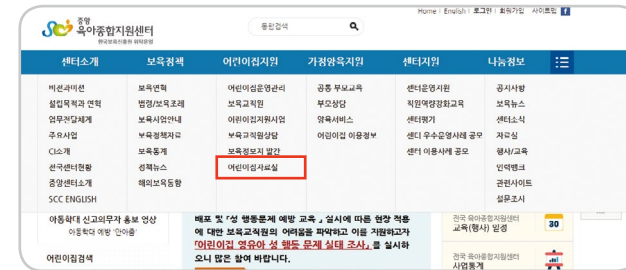 Home | English | 로그인 | 회원가입 사이트맵 f
중앙
육아종합지원센터
한국보육진흥원 위탁운영
통합검색
센터소개 보육정책 어린이집지원 가정양육지원 센터지원 나눔정보
비전과미션 보육연혁 어린이집운영관리 공통 부모교육 센터운영지원 공지사항
설립목적과 연혁 법령/보육조례 보육교직원 부모상담 직원역량강화교육 보육뉴스
업무전달체계 보육사업안내 어린이집지원사업 양육서비스 센터평가 센터소식
주요사업 보육정책자료 보육교직원상담 어린이집 이용정보 센터 우수운영사례 공모 자료실
CI소개 보육통계 보육정보지 발간 센터 이용사례 공모 행사/교육
전국센터현황 정책뉴스 어린이집자료실 인력뱅크
중앙센터소개 해외보육동향 관련사이트
SCC ENGLISH 설문조사
아동학대 신고의무자 홍보 영상
아동학대 예방 '안아줌'
어린이집검색
배포 및 「성 행동문제 예방 교육」 실시에 따른 현장 적용
에 대한 보육교직원의 어려움을 파악하고 이를 지원하고자
「어린이집 영유아 성 행동 문제 실태 조사」를 실시하
오니 많은 참여 바랍니다.
전국 육아종합지원센터
교육(행사) 일정
30
전국 육아종합지원센터
사업통계